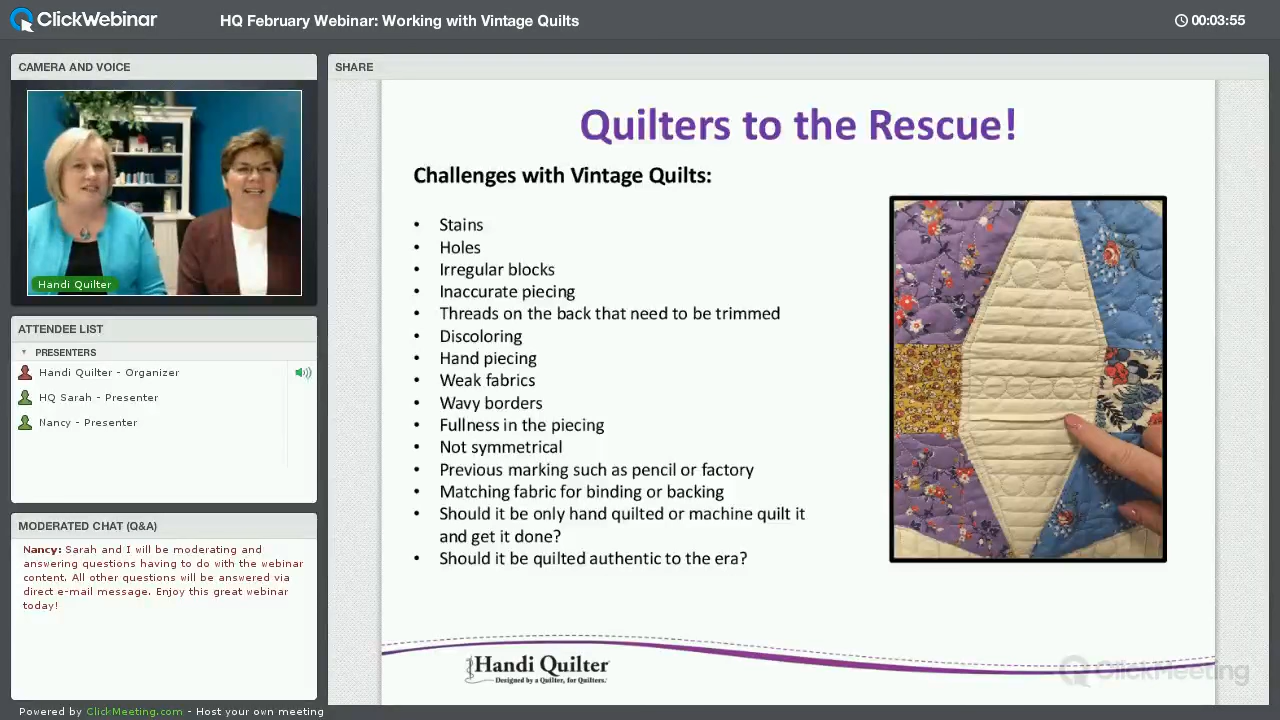 ClickWebinar
HQ February Webinar: Working with Vintage Quilts
00:03:55
CAMERA AND VOICE
Handi Quilter
ATTENDEE LIST
PRESENTERS
Handi Quilter - Organizer
HQ Sarah - Presenter
Nancy - Presenter
MODERATED CHAT (Q&A)
Nancy: Sarah and I will be moderating and
answering questions having to do with the webinar
content. All other questions will be answered via
direct e-mail message. Enjoy this great webinar
today!
Powered by ClickMeeting.com - Host your own meeting
SHARE
Quilters to the Rescue!
Challenges with Vintage Quilts:
• Stains
• Holes
• Irregular blocks
• Inaccurate piecing
• Threads on the back that need to be trimmed
• Discoloring
• Hand piecing
• Weak fabrics
• Wavy borders
• Fullness in the piecing
• Not symmetrical
• Previous marking such as pencil or factory
• Matching fabric for binding or backing
• Should it be only hand quilted or machine quilt it
and get it done?
• Should it be quilted authentic to the era?
Handi Quilter
Designed by a Quilter, for Quilters.
ClickMeeting